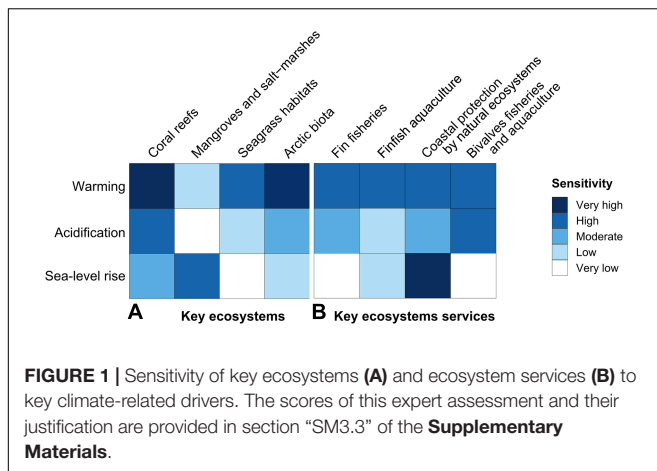 Coral reefs
Mangroves and salt−marshes
Seagrass habitats
Arctic biota
Fin fisheries
Finfish aquaculture
Coastal protection
by natural ecosystems
Bivalves fisheries
and aquaculture
Warming
Acidification
Sea-level rise
Sensitivity
Very high
High
Moderate
Low
Very low
A Key ecosystems B Key ecosystems services
FIGURE 1 | Sensitivity of key ecosystems (A) and ecosystem services (B) to
key climate-related drivers. The scores of this expert assessment and their
justification are provided in section “SM3.3” of the Supplementary
Materials.